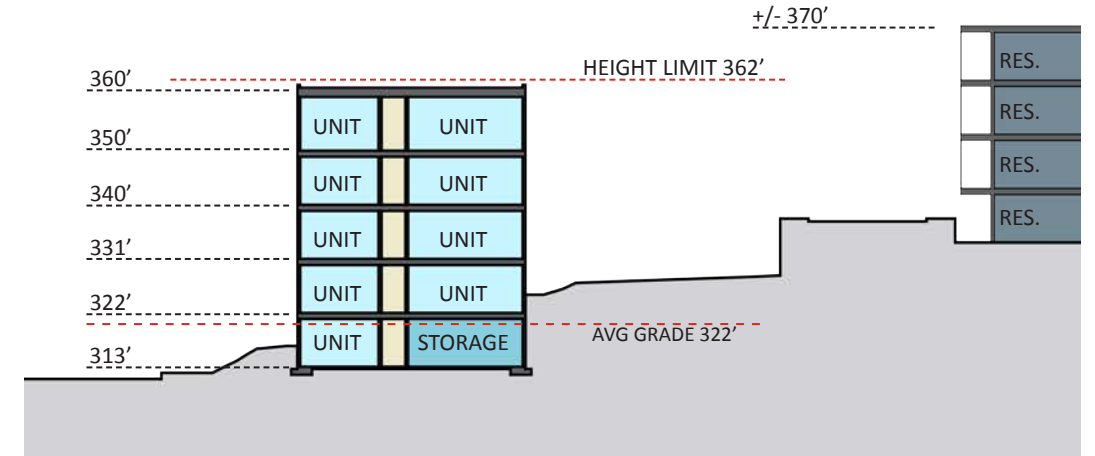 +/- 370’
HEIGHT LIMIT 362’
360’
RES.
UNIT UNIT
RES.
350’
UNIT UNIT
RES.
340’
RES.
UNIT UNIT
331’
UNIT UNIT
322’
AVG GRADE 322’
UNIT STORAGE
313’